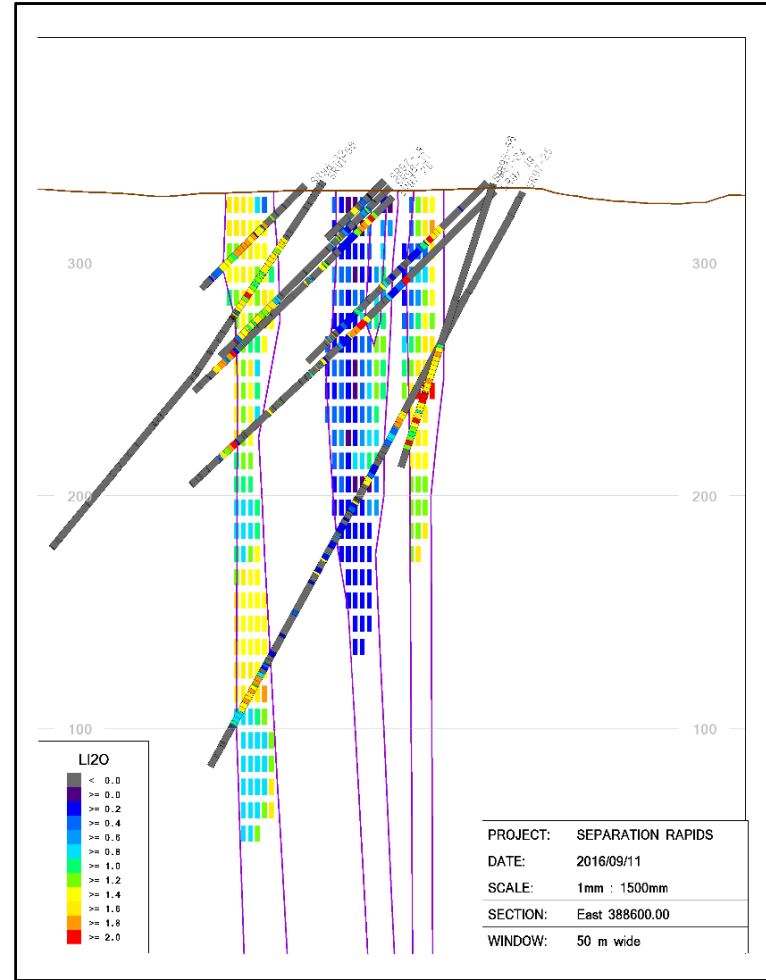 SR07-25
300 300
200 200
100 100
LI2O
< 0.0
>= 0.0
>= 0.2
>= 0.4
>= 0.6
>= 0.8
>= 1.0
>= 1.2
>= 1.4
>= 1.6
>= 1.8
>= 2.0
PROJECT: SEPARATION RAPIDS
DATE: 2016/09/11
SCALE: 1mm : 1500mm
SECTION: East 388600.00
WINDOW: 50 m wide